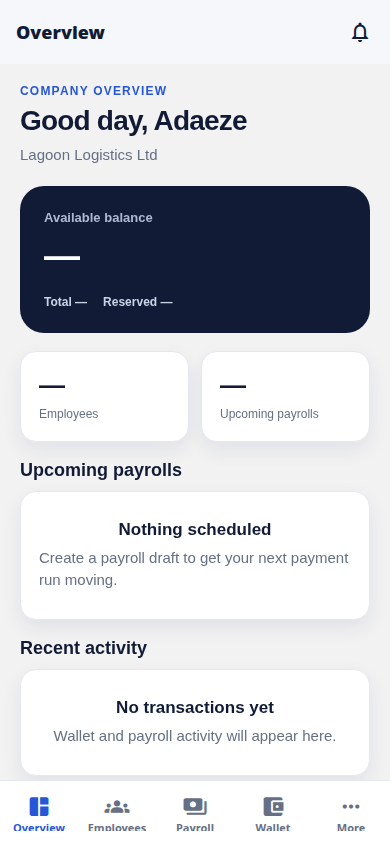 Overview
COMPANY OVERVIEW
Good day, Adaeze
Lagoon Logistics Ltd
Available balance
—
Total — Reserved —
— —
Employees Upcoming payrolls
Upcoming payrolls
Nothing scheduled
Create a payroll draft to get your next payment
run moving.
Recent activity
No transactions yet
Wallet and payroll activity will appear here.
Overview Employees Payroll Wallet More